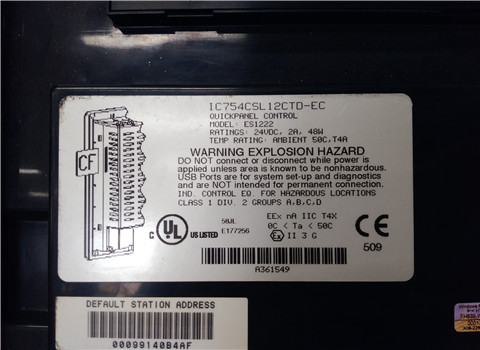 IC754CSL12CTD-EC
QUICKPANEL CONTROL
MODEL: ES1222
RATINGS: 24VDC, 2A, 48W
TEMP RATING: AMBIENT 50C,T4A
WARNING EXPLOSION HAZARD
DO NOT connect or disconnect while power is
applied unless area is known to be nonhazardous.
USB Ports are for system set-up and diagnostics
and are not intended for permanent connection.
IND. CONTROL EQ. FOR HAZARDOUS LOCATIONS
CLASS 1 DIV. 2 GROUPS A,B,C,D
CF
C UL US LISTED
50JL
E177256
EEx nA IIC T4X
0C < Ta < 50C
Ex II 3 G
CE
509
A361549
DEFAULT STATION ADDRESS
00099140B4AF